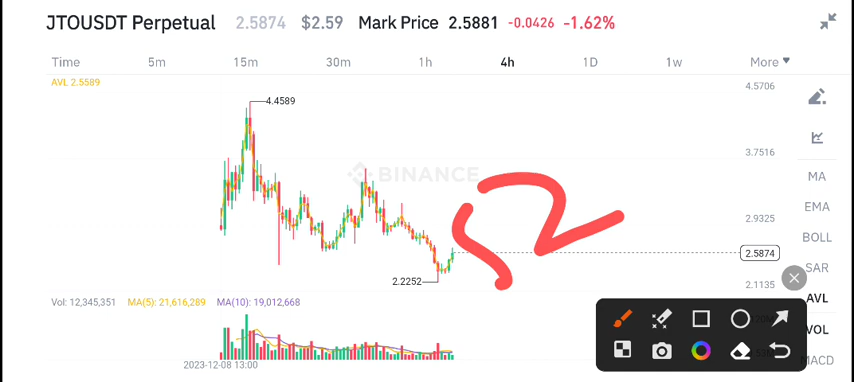 JTOUSDT Perpetual 2.5874 $2.59 Mark Price 2.5881 -0.0426 -1.62%
Time 5m 15m 30m 1h 4h 1D 1w More
AVL 2.5589
4.5706
4.4589
3.7516
BINANCE
MA
EMA
2.9325
BOLL
2.5874
SAR
2.2252
2.1135
AVL
Vol: 12,345,351 MA(5): 21,616,289 MA(10): 19,012,668
VOL
MACD
2023-12-08 13:00